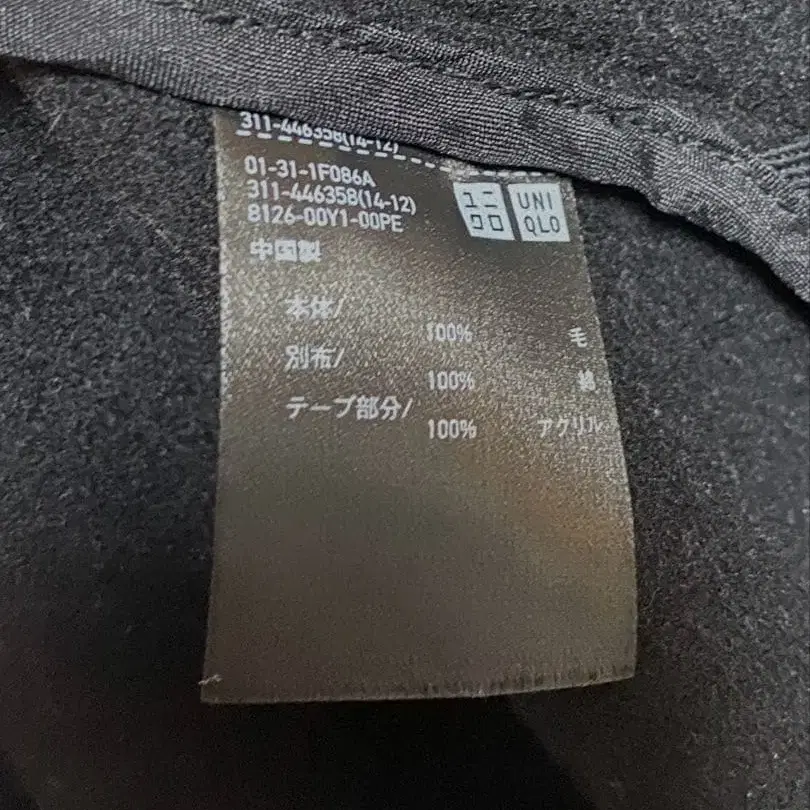 311-446358(14-12)
01-31-1F086A
311-446358(14-12)
8126-00Y1-00PE
ユニ
クロ
UNI
QLO
中国製
本体/
100% 毛
別布/
100% 綿
テープ部分/
100% アクリル